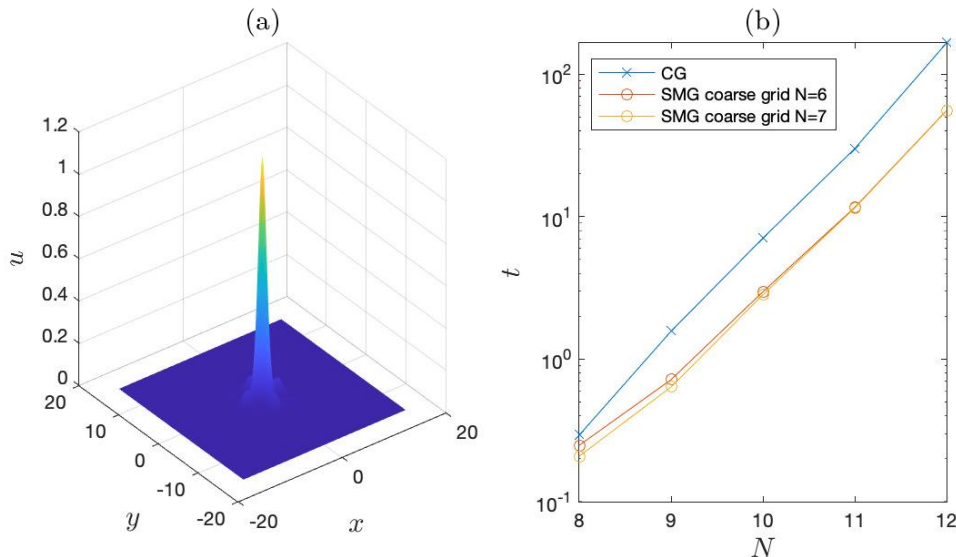 (a)
1.2
1
0.8
0.6
0.4
0.2
0
u
20
10
0
-10
-20
y
-20
0
20
x
(b)
CG
SMG coarse grid N=6
SMG coarse grid N=7
10^2
10^1
10^0
10^-1
t
8 9 10 11 12
N